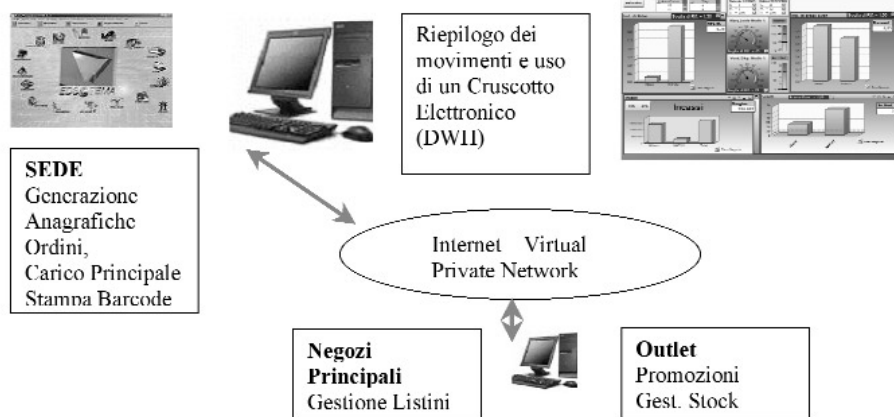 Riepilogo dei
movimenti e uso
di un Cruscotto
Elettronico
(DWH)
SEDE
Generazione
Anagrafiche
Ordini,
Carico Principale
Stampa Barcode
Incassi
Internet Virtual
Private Network
Negozi
Principali
Gestione Listini
Outlet
Promozioni
Gest. Stock